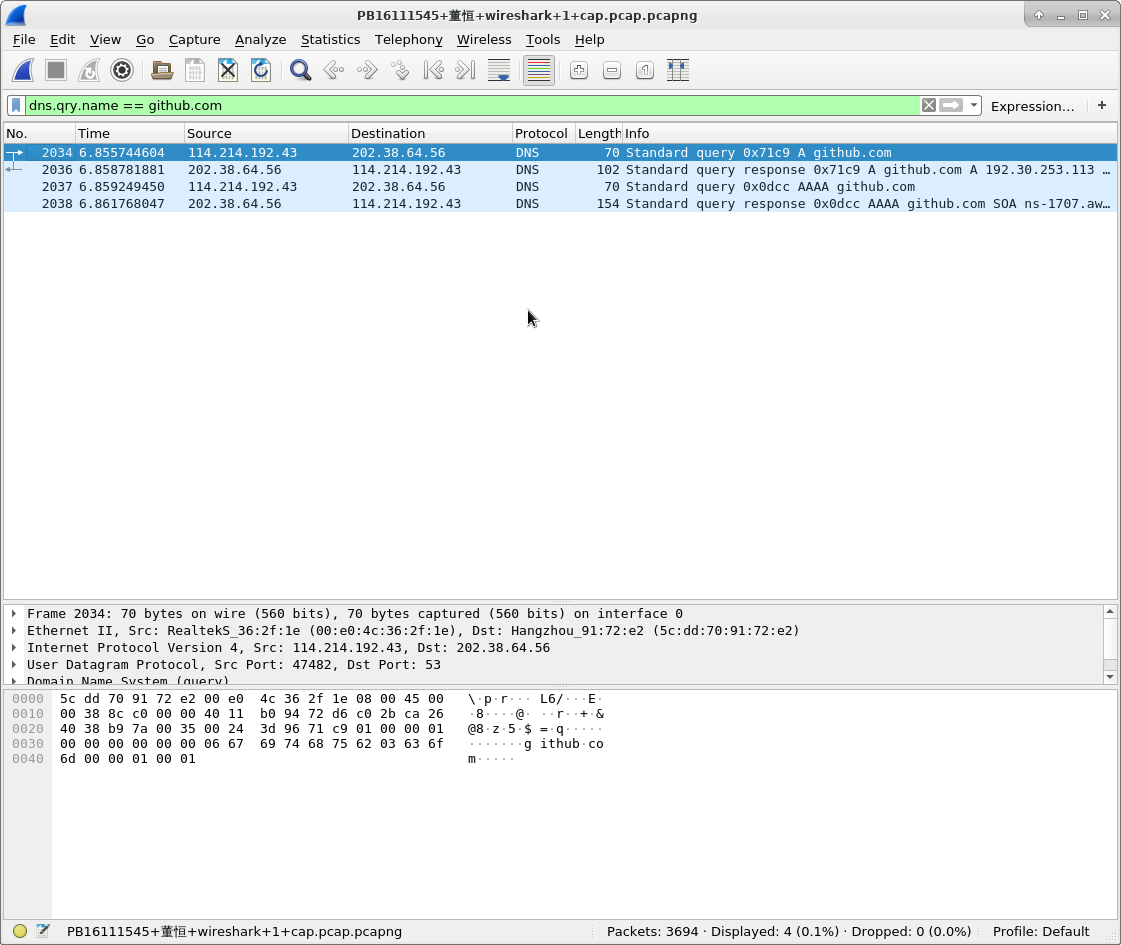 PB16111545+董恒+wireshark+1+cap.pcap.pcapng
File Edit View Go Capture Analyze Statistics Telephony Wireless Tools Help
dns.qry.name == github.com Expression… +
No. Time Source Destination Protocol Length Info
2034 6.855744604 114.214.192.43 202.38.64.56 DNS 70 Standard query 0x71c9 A github.com
2036 6.858781881 202.38.64.56 114.214.192.43 DNS 102 Standard query response 0x71c9 A github.com A 192.30.253.113 …
2037 6.859249450 114.214.192.43 202.38.64.56 DNS 70 Standard query 0x0dcc AAAA github.com
2038 6.861768047 202.38.64.56 114.214.192.43 DNS 154 Standard query response 0x0dcc AAAA github.com SOA ns-1707.aw…
Frame 2034: 70 bytes on wire (560 bits), 70 bytes captured (560 bits) on interface 0
Ethernet II, Src: RealtekS_36:2f:1e (00:e0:4c:36:2f:1e), Dst: Hangzhou_91:72:e2 (5c:dd:70:91:72:e2)
Internet Protocol Version 4, Src: 114.214.192.43, Dst: 202.38.64.56
User Datagram Protocol, Src Port: 47482, Dst Port: 53
Domain Name System (query)
0000 5c dd 70 91 72 e2 00 e0 4c 36 2f 1e 08 00 45 00 \·p·r··· L6/···E·
0010 00 38 8c c0 00 00 40 11 b0 94 72 d6 c0 2b ca 26 ·8····@· ··r··+·&
0020 40 38 b9 7a 00 35 00 24 3d 96 71 c9 01 00 00 01 @8·z·5·$ =·q·····
0030 00 00 00 00 00 00 06 67 69 74 68 75 62 03 63 6f ·······g ithub·co
0040 6d 00 00 01 00 01 m·····
PB16111545+董恒+wireshark+1+cap.pcap.pcapng Packets: 3694 · Displayed: 4 (0.1%) · Dropped: 0 (0.0%) Profile: Default